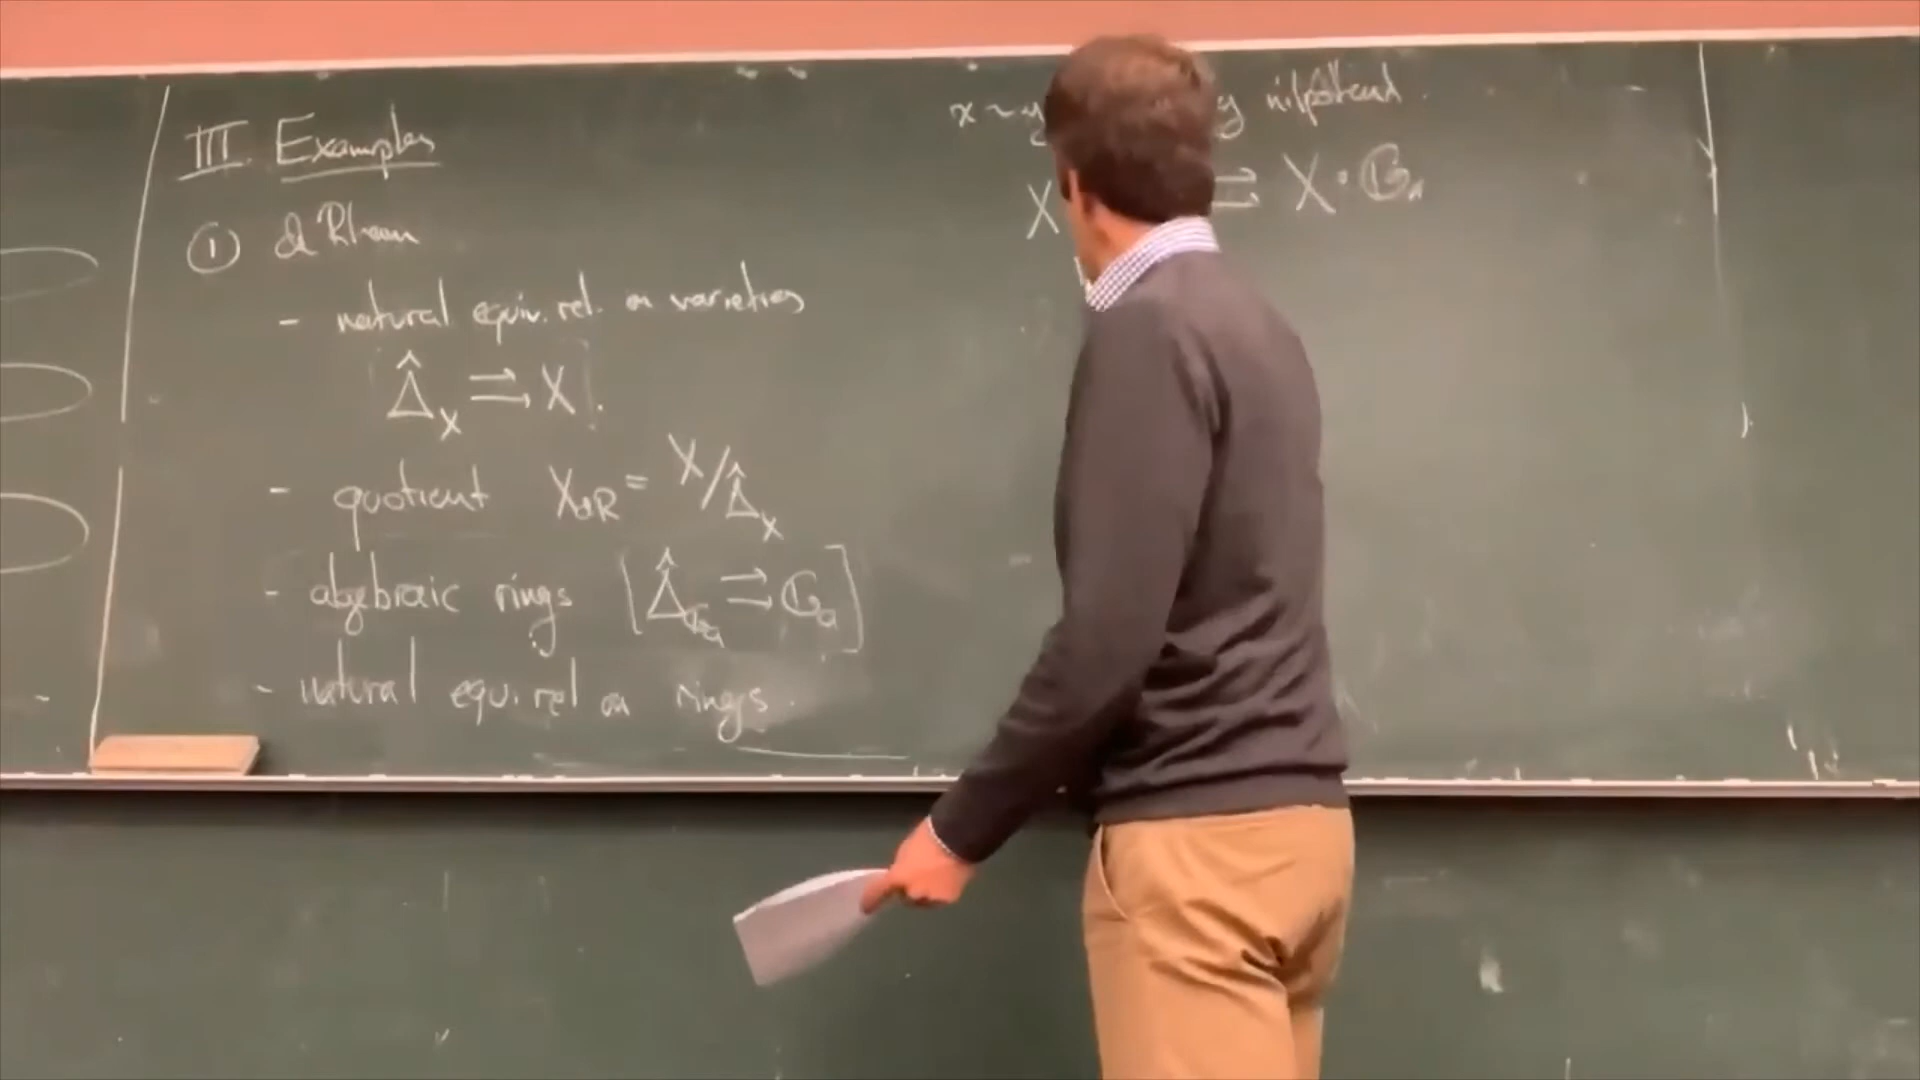 III. Examples
① de Rham
- natural equiv. rel. on varieties
Δ̂_X ⇉ X.
- quotient X_dR = X/Δ̂_X
- algebraic rings [Δ̂_𝔾a ⇉ 𝔾a]
- natural equi. rel on rings.
x ~ y y nilpotent.
X ⇉ X · 𝔾a